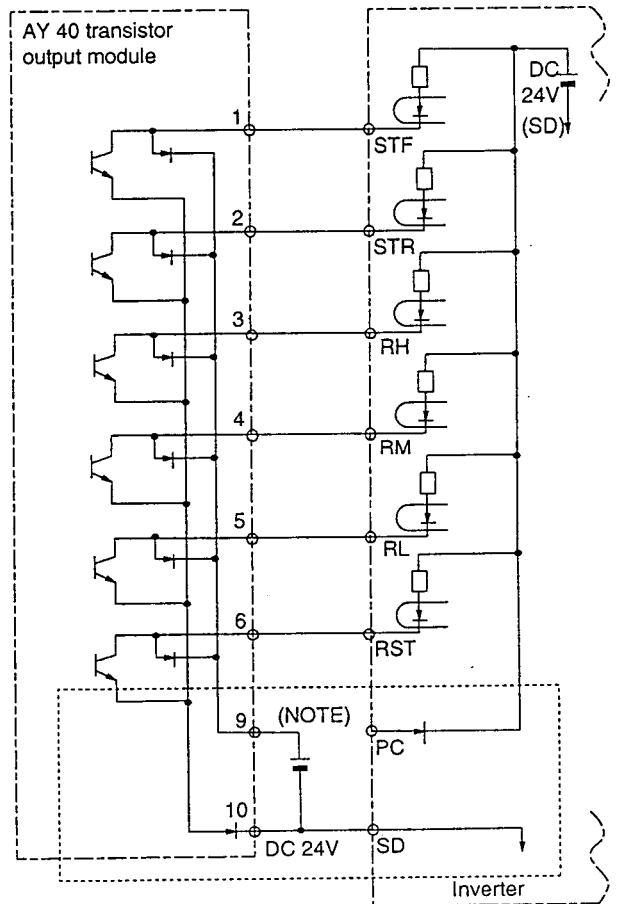 AY 40 transistor
output module
DC
24V
(SD)
1
STF
2
STR
3
RH
4
RM
5
RL
6
RST
9
(NOTE)
PC
10
DC 24V
SD
Inverter